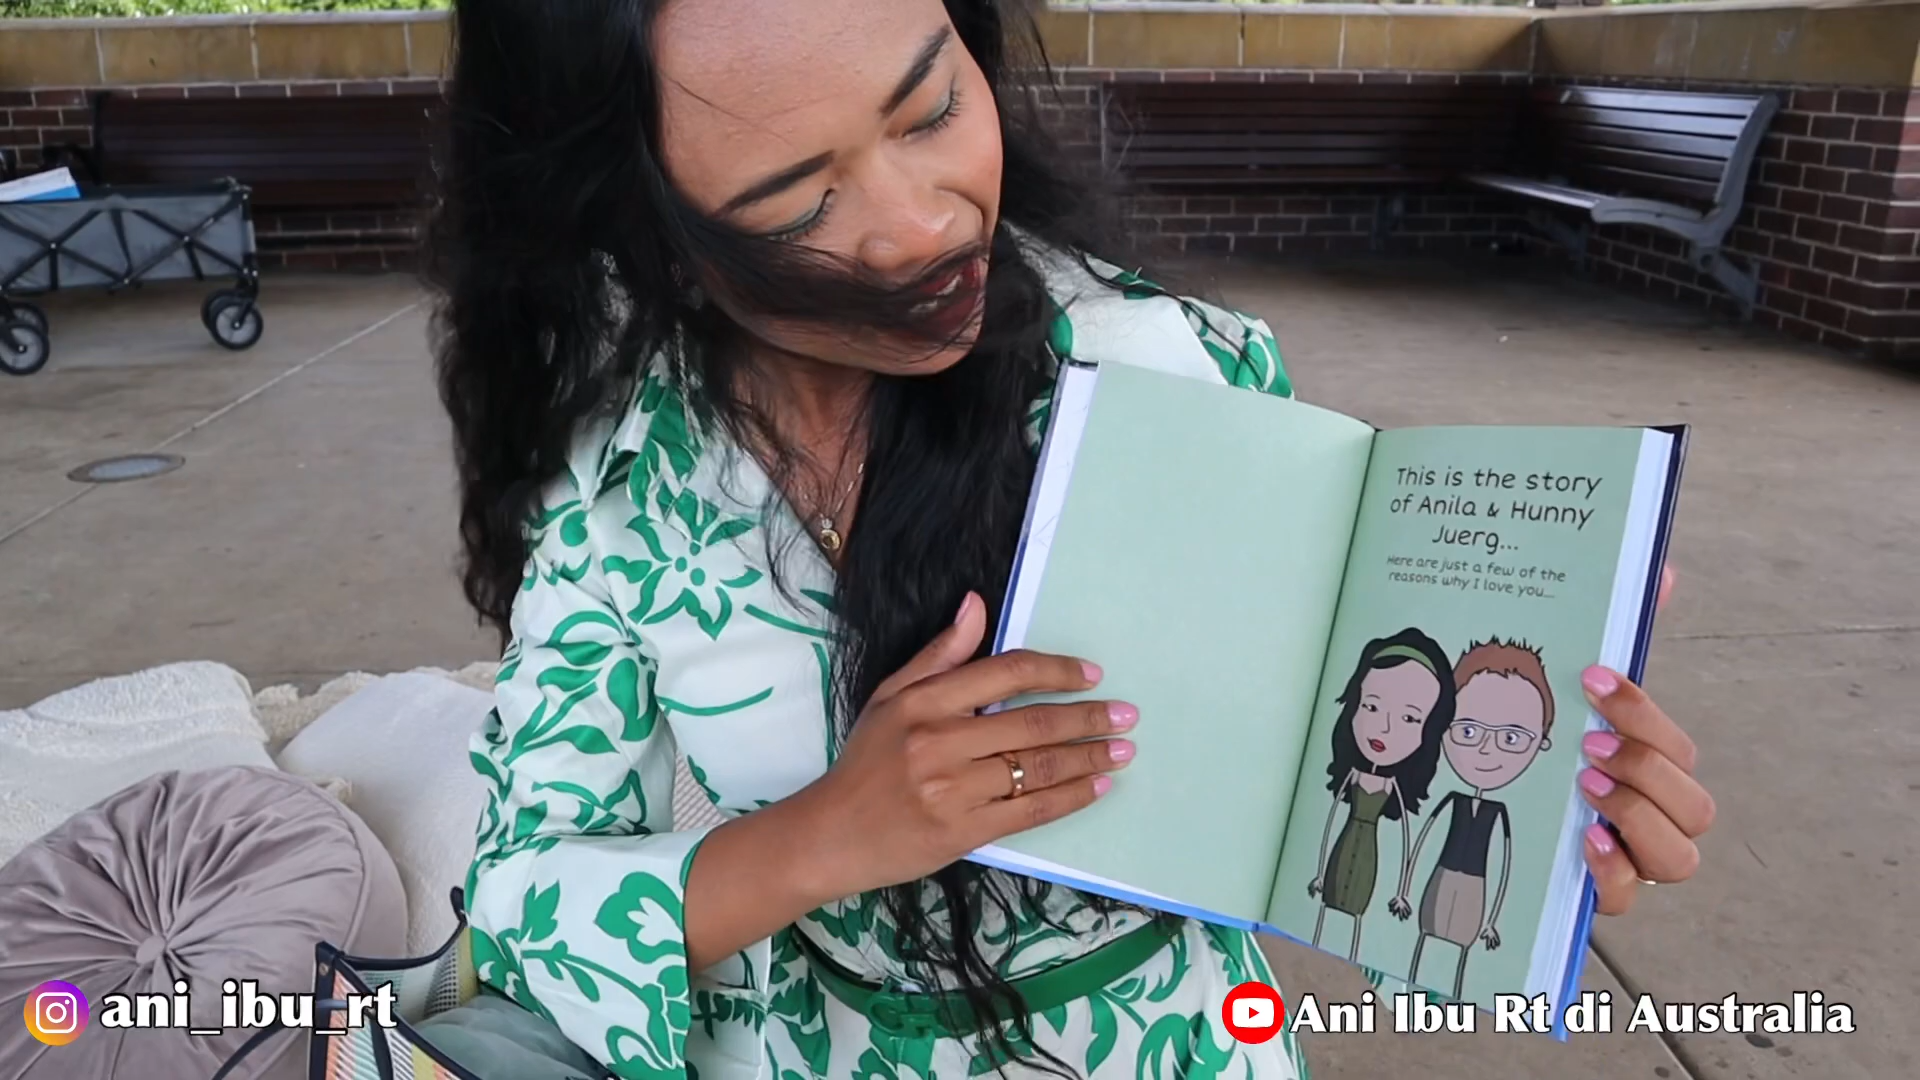 This is the story
of Anila & Hunny
Juerg...
Here are just a few of the
reasons why I love you...
ani_ibu_rt
Ani Ibu Rt di Australia